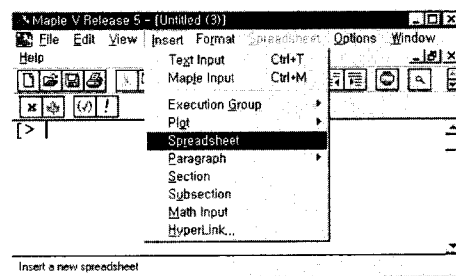 Maple V Release 5 - [Untitled (3)]
File Edit View Insert Format Spreadsheet Options Window
Help
Text Input Ctrl+T
Maple Input Ctrl+M
Execution Group
Plot
Spreadsheet
Paragraph
Section
Subsection
Math Input
HyperLink...
[>
Insert a new spreadsheet